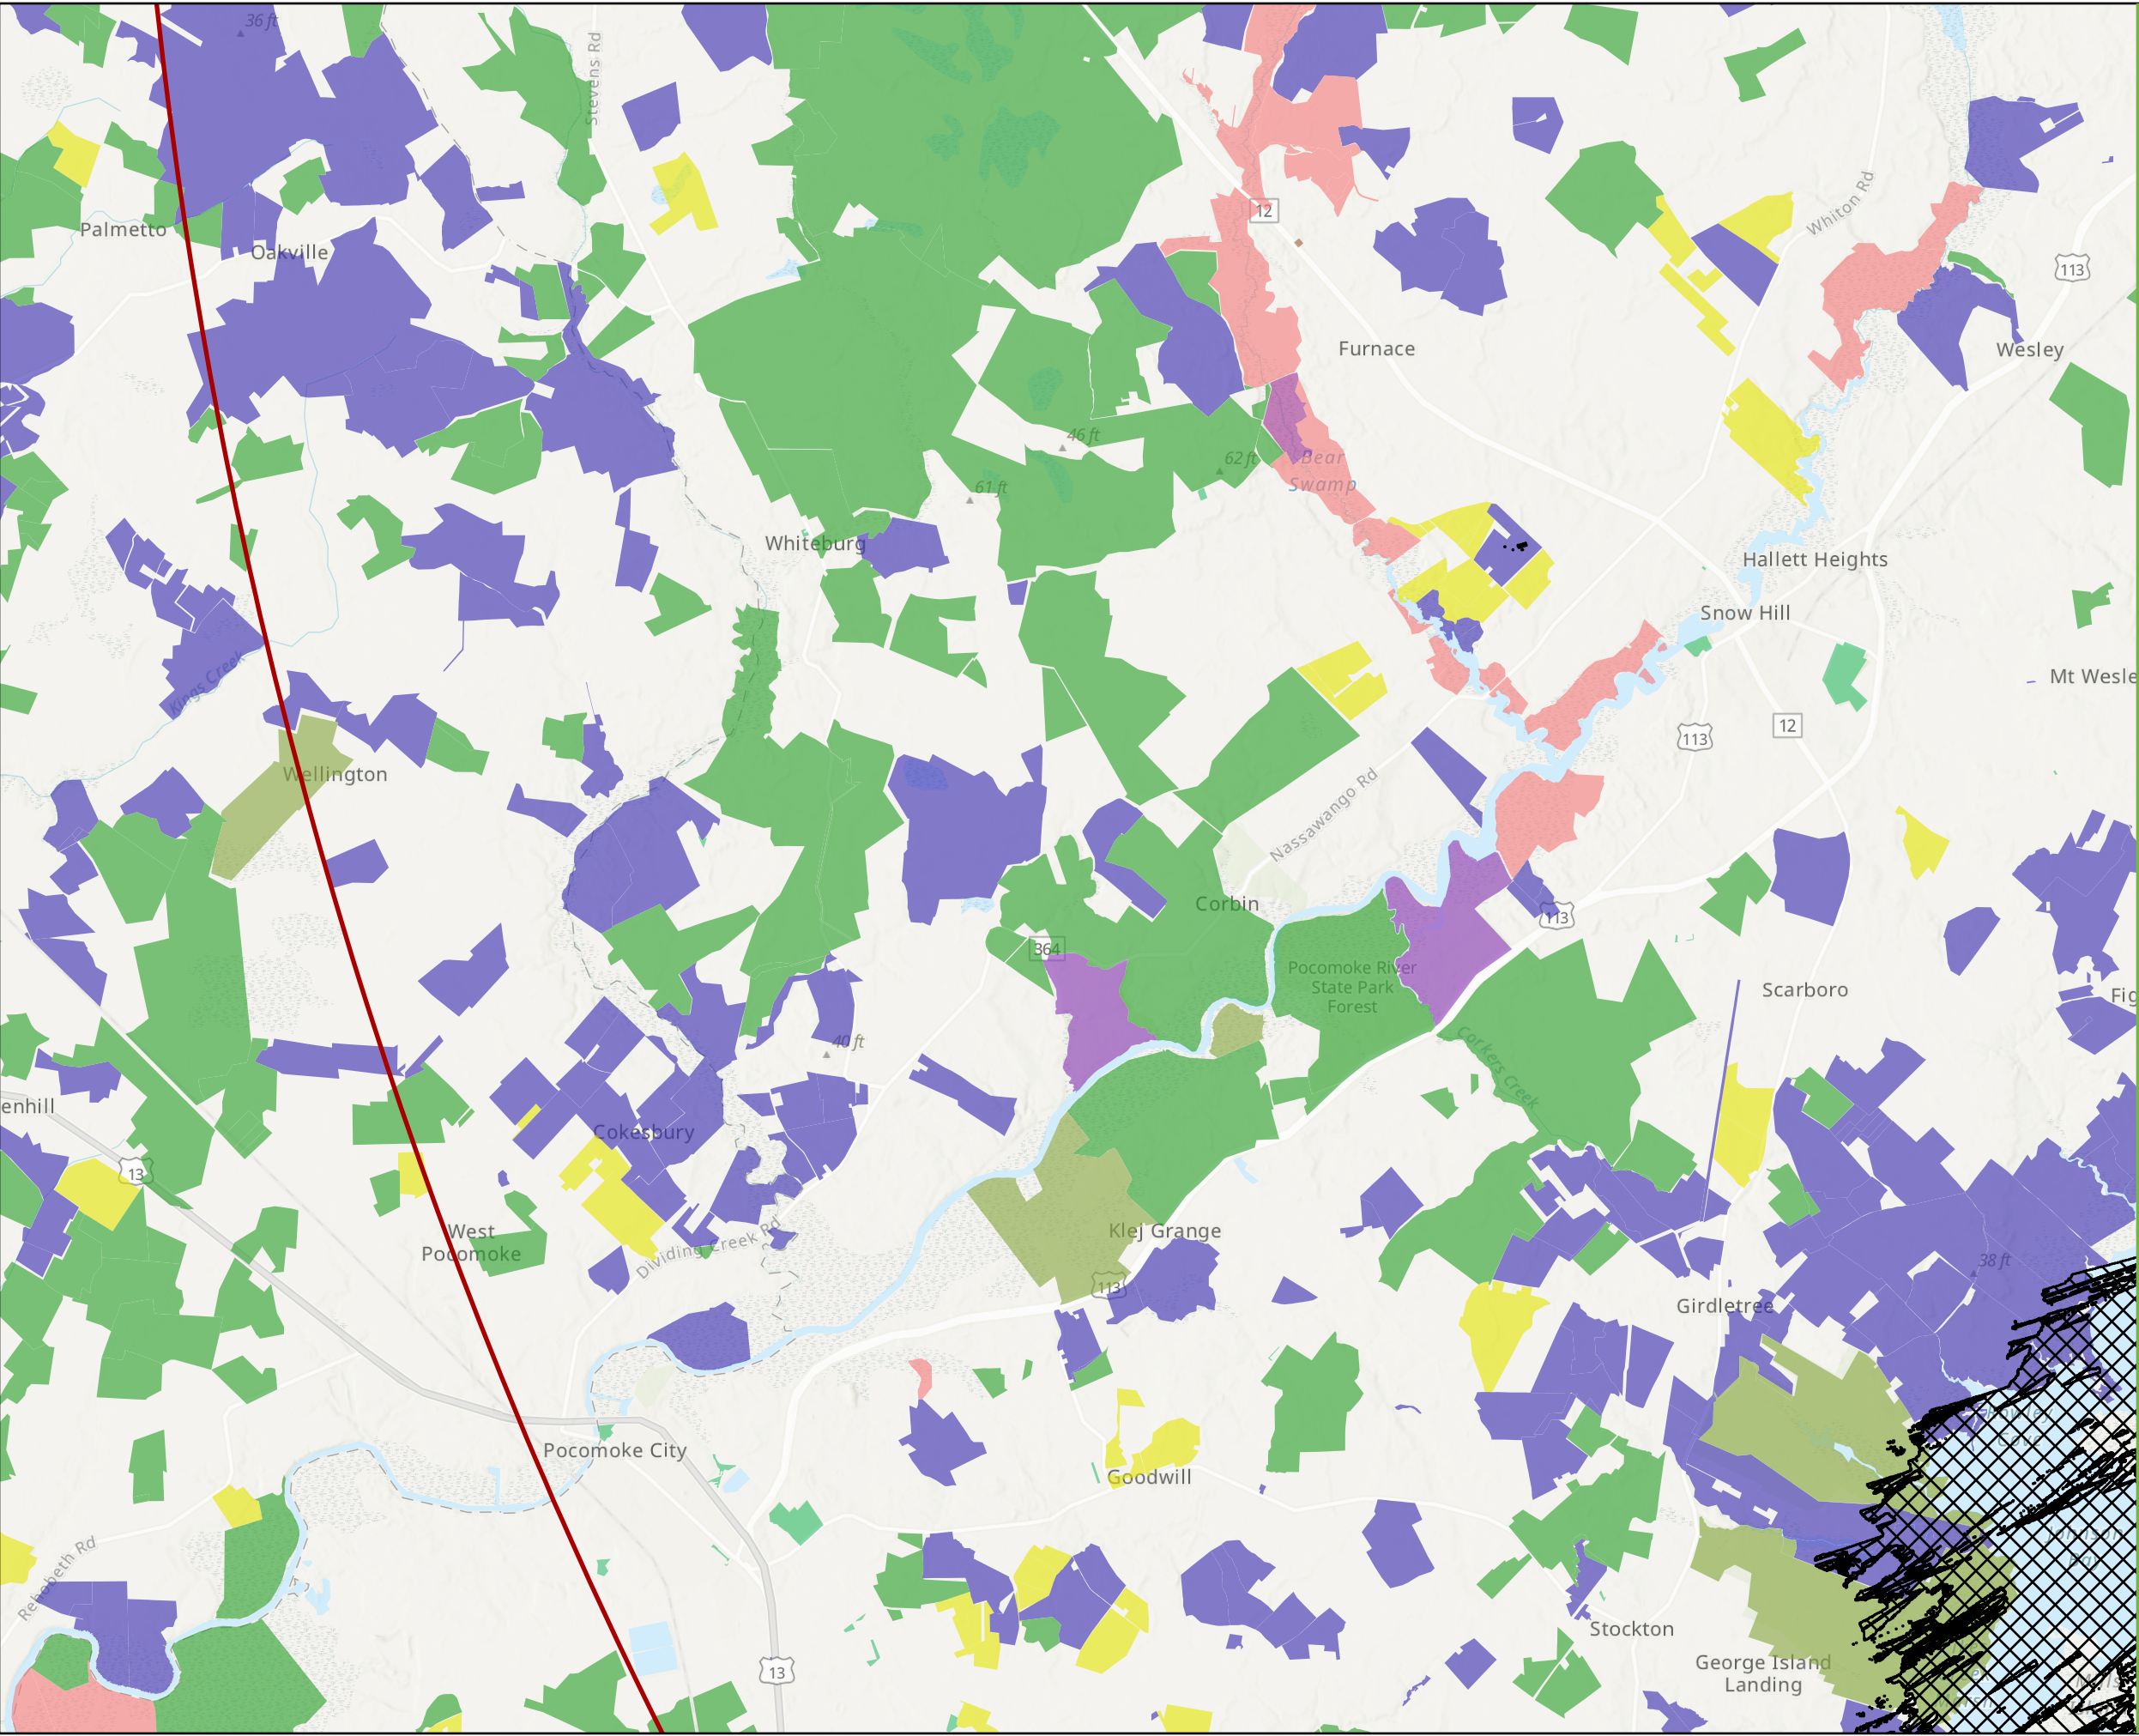 36 ft
Stevens Rd
Palmetto
Oakville
12
Whiton Rd
113
Furnace
Wesley
46 ft
62 ft
61 ft
Bear
Swamp
Whiteburg
Hallett Heights
Snow Hill
Mt Wesle
Kings Creek
12
113
Wellington
Nassawango Rd
Corbin
113
364
Pocomoke River
State Park
Forest
Scarboro
Fig
40 ft
Corkers Creek
enhill
Cokesbury
13
West
Pocomoke
Dividing Creek Rd
Klej Grange
113
38 ft
Girdletree
Cove
Pocomoke City
Goodwill
Rehobeth Rd
Stockton
George Island
Landing
13